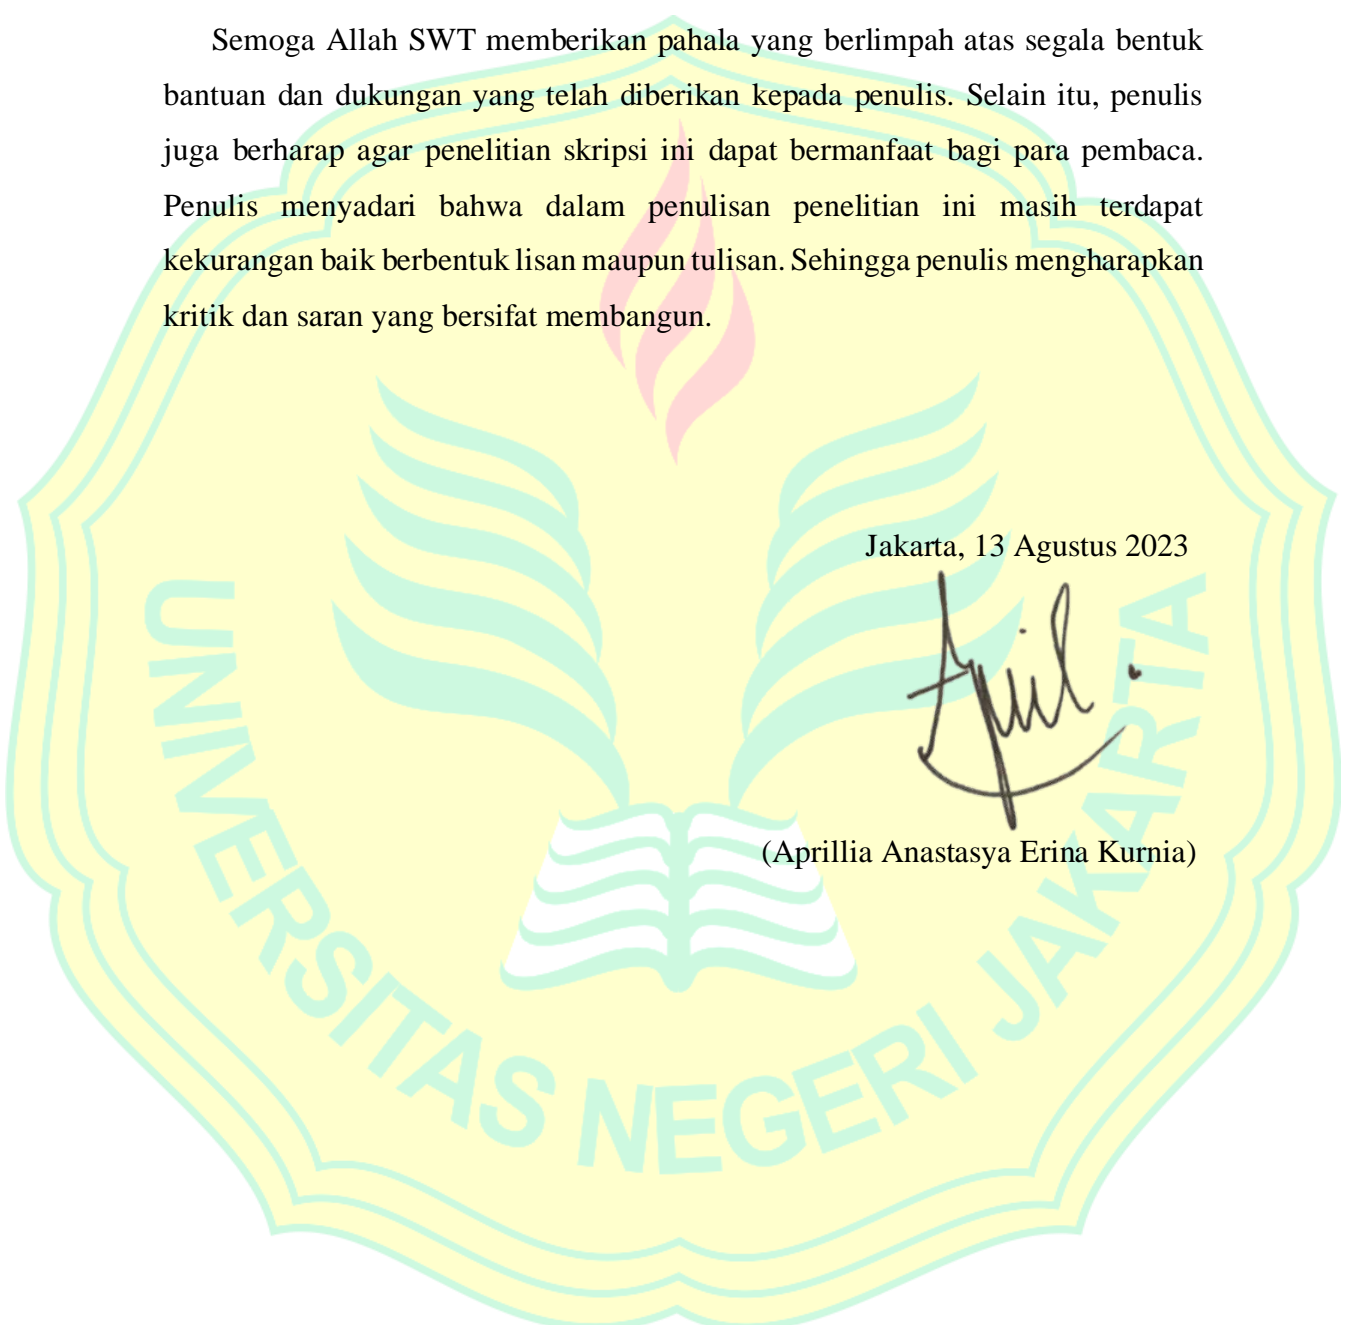 Semoga Allah SWT memberikan pahala yang berlimpah atas segala bentuk
bantuan dan dukungan yang telah diberikan kepada penulis. Selain itu, penulis
juga berharap agar penelitian skripsi ini dapat bermanfaat bagi para pembaca.
Penulis menyadari bahwa dalam penulisan penelitian ini masih terdapat
kekurangan baik berbentuk lisan maupun tulisan. Sehingga penulis mengharapkan
kritik dan saran yang bersifat membangun.
Jakarta, 13 Agustus 2023
April.
(Aprillia Anastasya Erina Kurnia)
UNIVERSITAS NEGERI JAKARTA